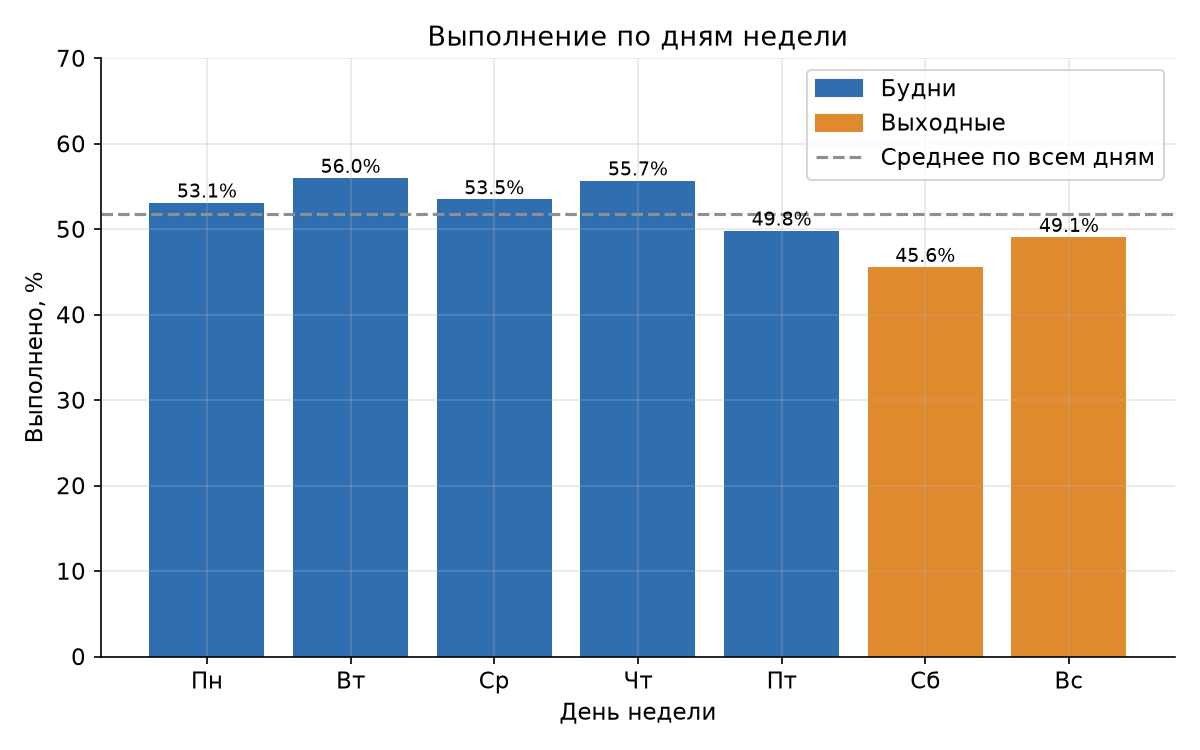 Выполнение по дням недели
Выполнено, %
70
60
50
40
30
20
10
0
Будни
Выходные
Среднее по всем дням
53.1%
56.0%
53.5%
55.7%
49.8%
45.6%
49.1%
Пн
Вт
Ср
Чт
Пт
Сб
Вс
День недели